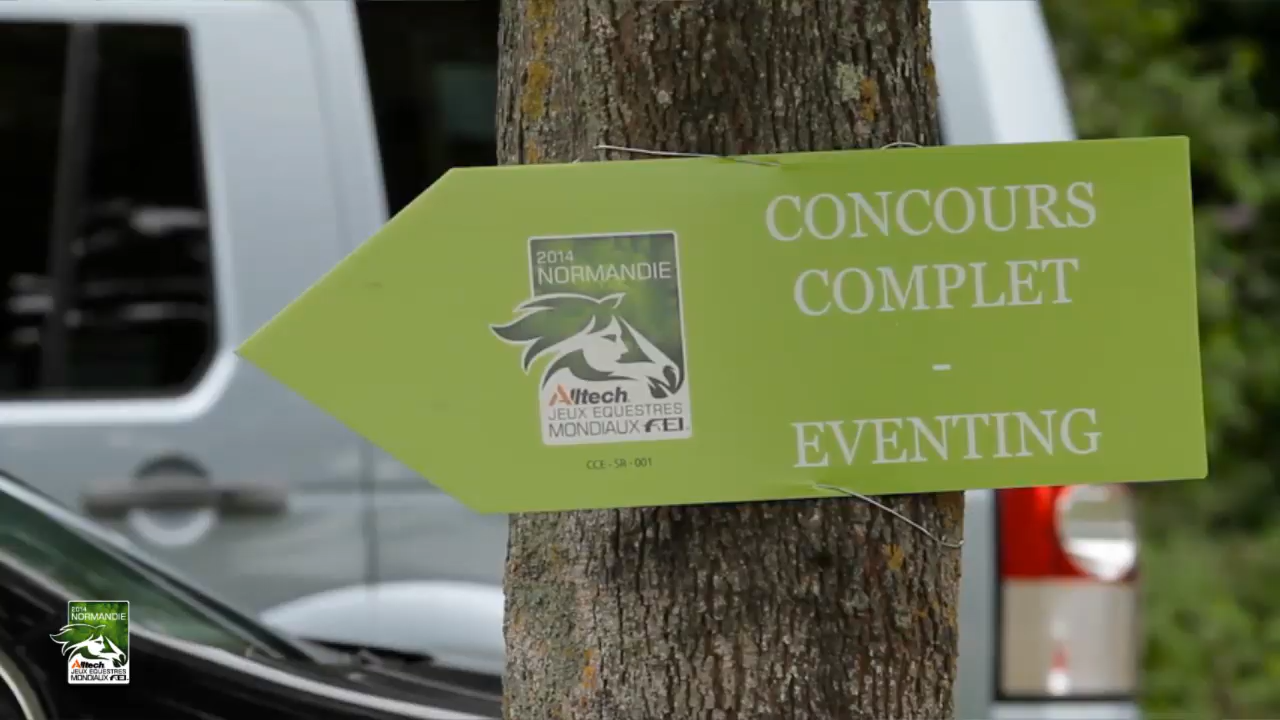 CONCOURS
COMPLET
-
EVENTING
2014
NORMANDIE
Alltech
JEUX EQUESTRES
MONDIAUX FEI
CCE - SR - 001
2014
NORMANDIE
Alltech
JEUX EQUESTRES
MONDIAUX FEI